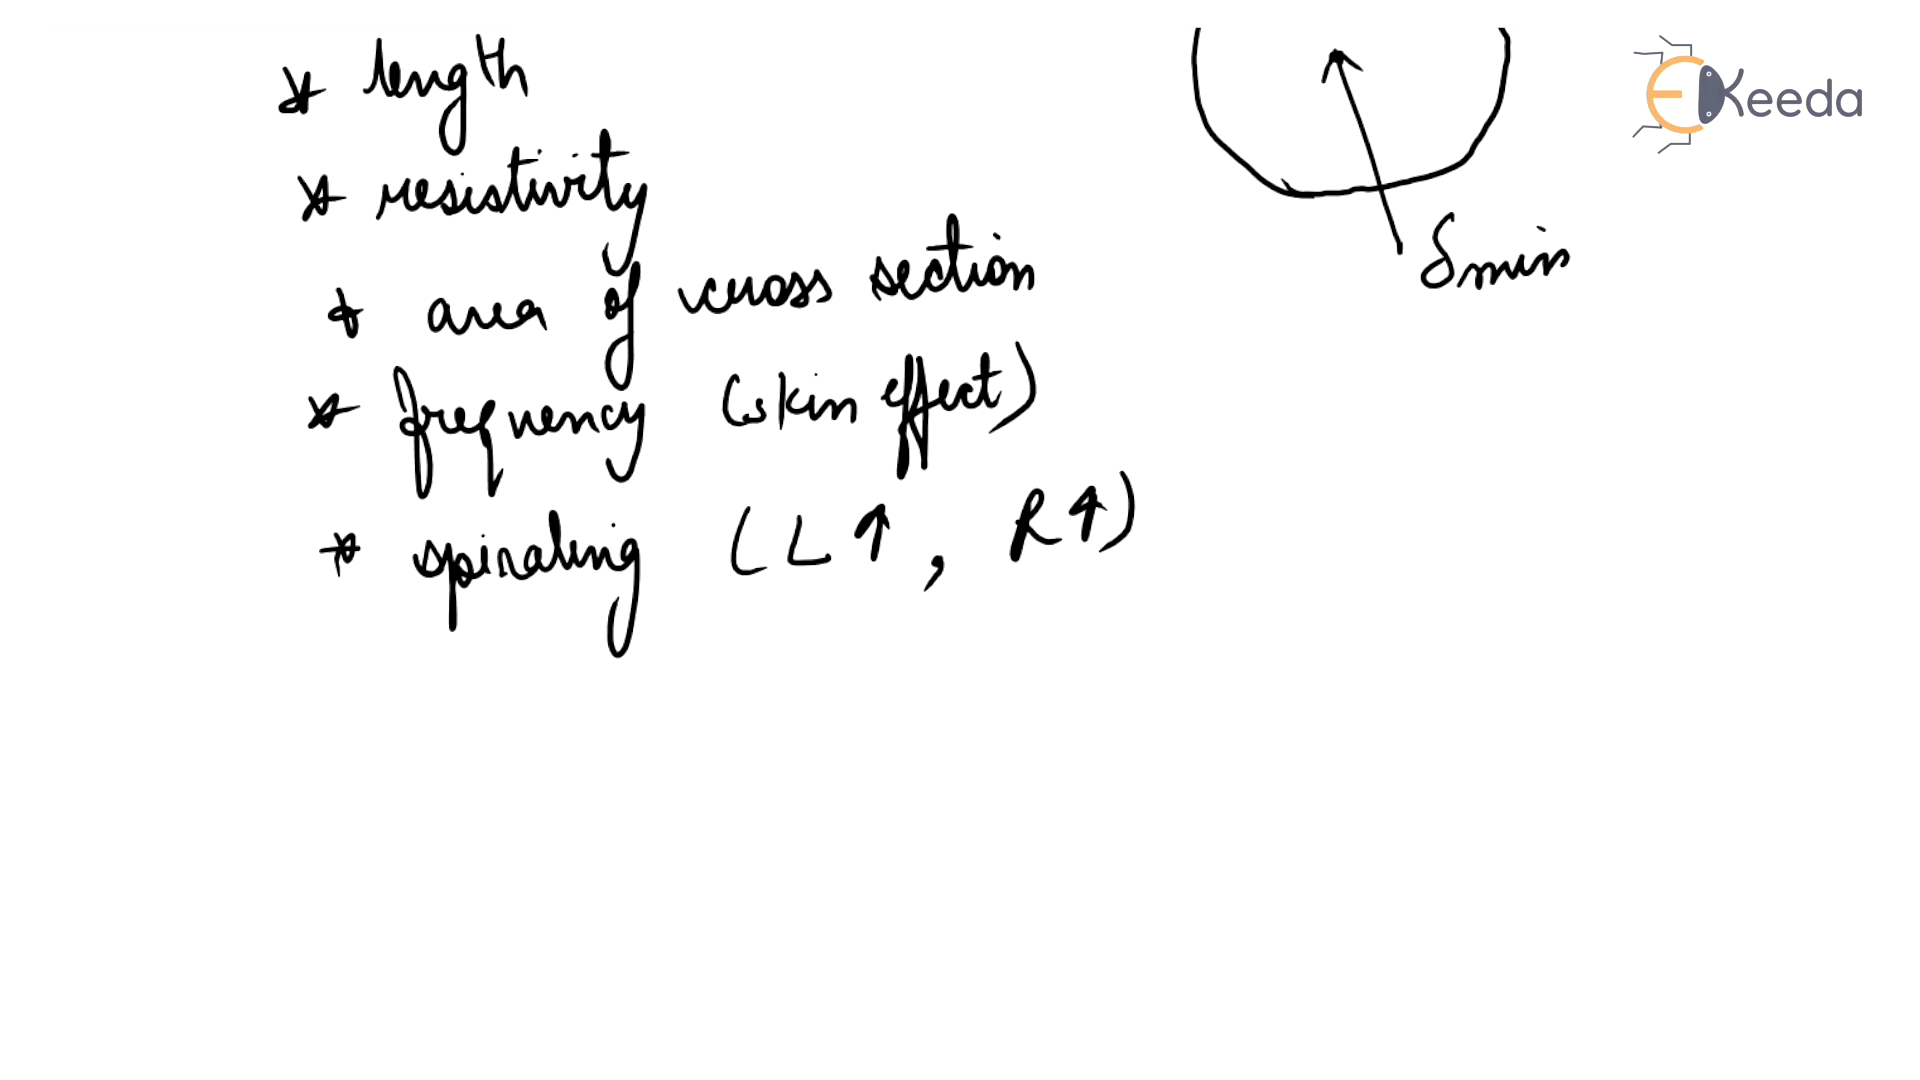 * length
* resistivity
* area of cross section
* frequency (skin effect)
* spiraling (L↑, R↑)
δmin
EKeeda